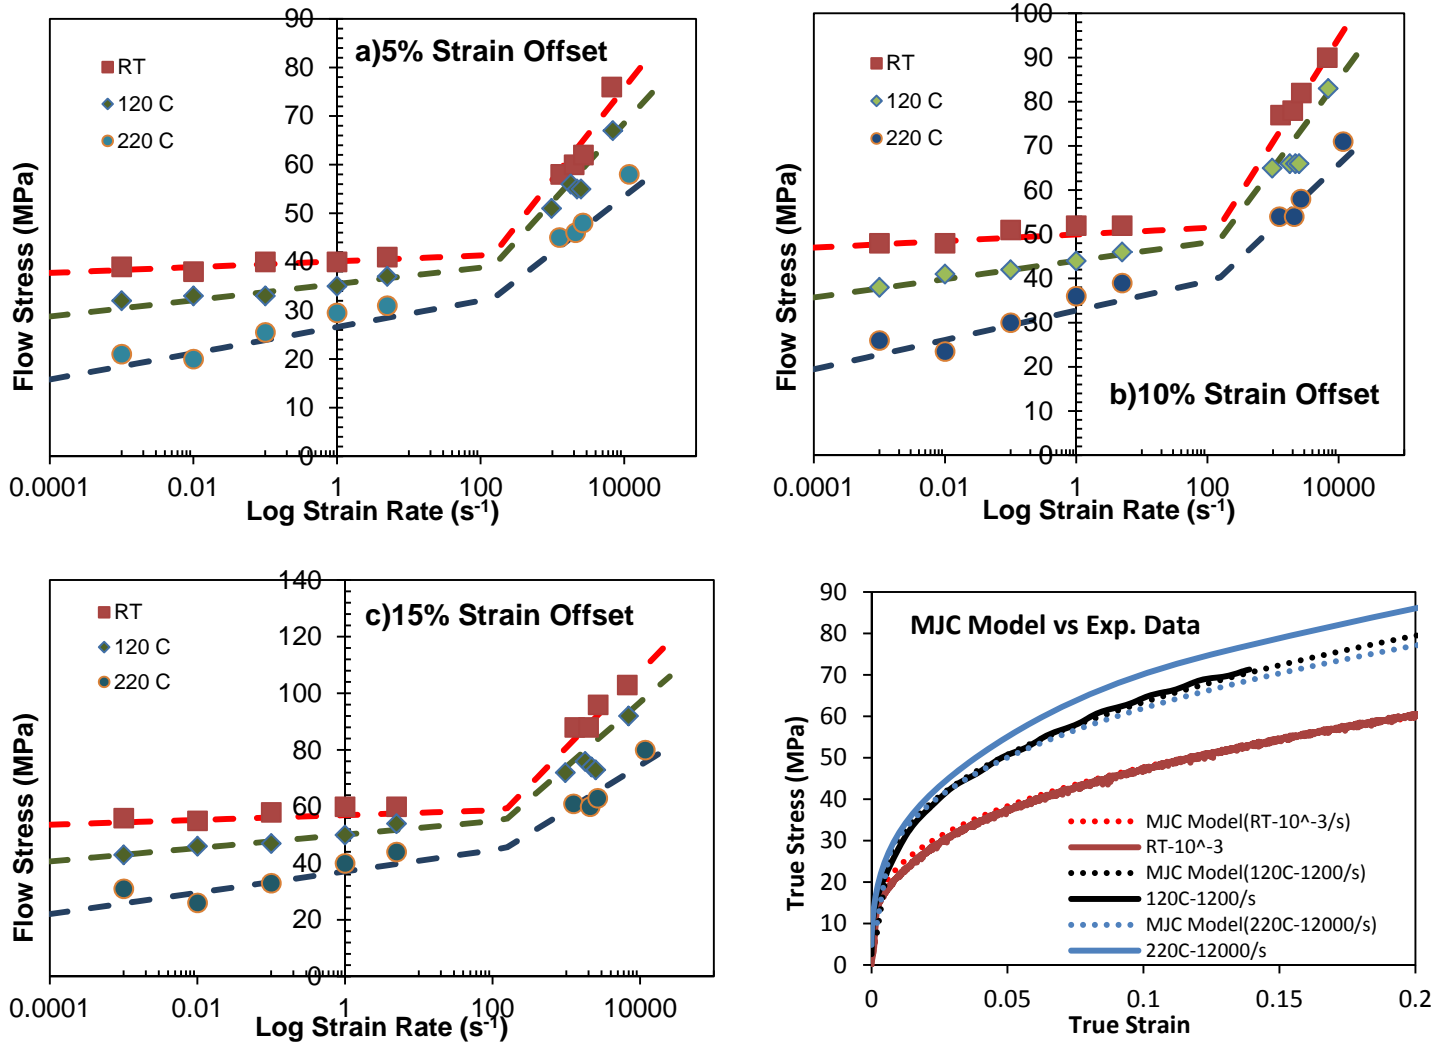 a)5% Strain Offset
RT
120 C
220 C
Flow Stress (MPa)
90
80
70
60
50
40
30
20
10
0
0.0001
0.01
1
100
10000
Log Strain Rate (s⁻¹)
b)10% Strain Offset
RT
120 C
220 C
Flow Stress (MPa)
100
90
80
70
60
50
40
30
20
10
0
0.0001
0.01
1
100
10000
Log Strain Rate (s⁻¹)
c)15% Strain Offset
RT
120 C
220 C
Flow Stress (MPa)
140
120
100
80
60
40
20
0
0.0001
0.01
1
100
10000
Log Strain Rate (s⁻¹)
MJC Model vs Exp. Data
True Stress (MPa)
90
80
70
60
50
40
30
20
10
0
MJC Model(RT-10^-3/s)
RT-10^-3
MJC Model(120C-1200/s)
120C-1200/s
MJC Model(220C-12000/s)
220C-12000/s
0
0.05
0.1
0.15
0.2
True Strain